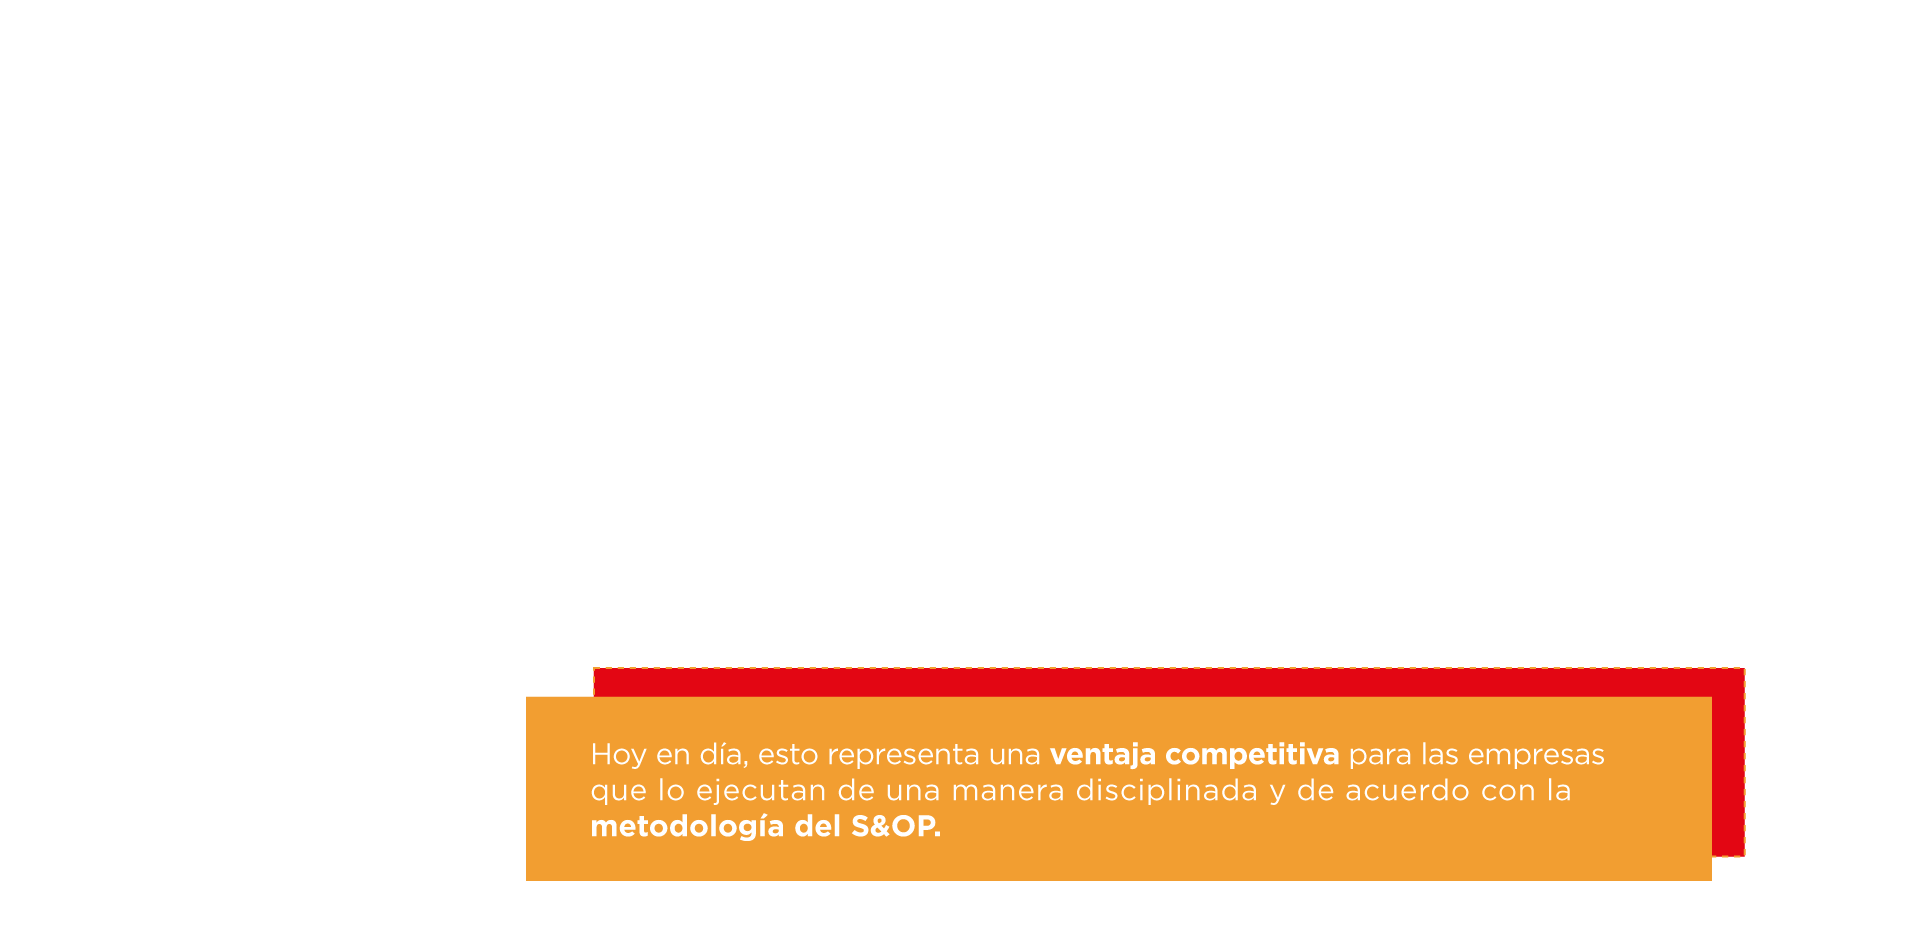 Hoy en día, esto representa una ventaja competitiva para las empresas
que lo ejecutan de una manera disciplinada y de acuerdo con la
metodología del S&OP.